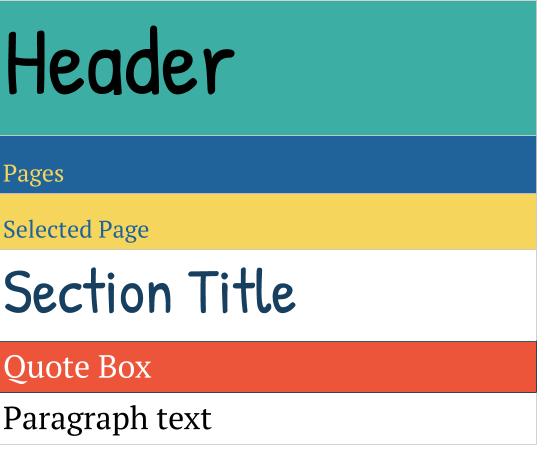 Header
Pages
Selected Page
Section Title
Quote Box
Paragraph text